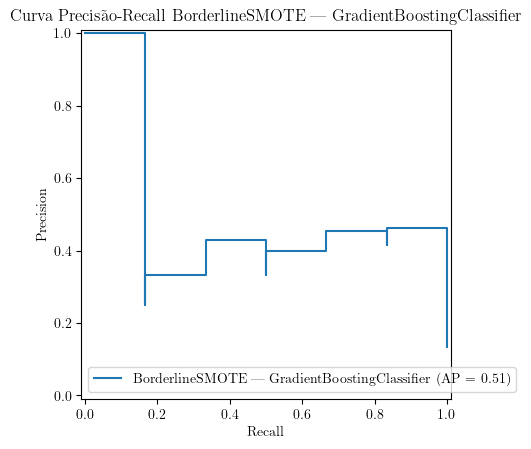 Curva Precisão-Recall BorderlineSMOTE — GradientBoostingClassifier
1.0
0.8
0.6
0.4
0.2
0.0
Precision
BorderlineSMOTE — GradientBoostingClassifier (AP = 0.51)
0.0 0.2 0.4 0.6 0.8 1.0
Recall